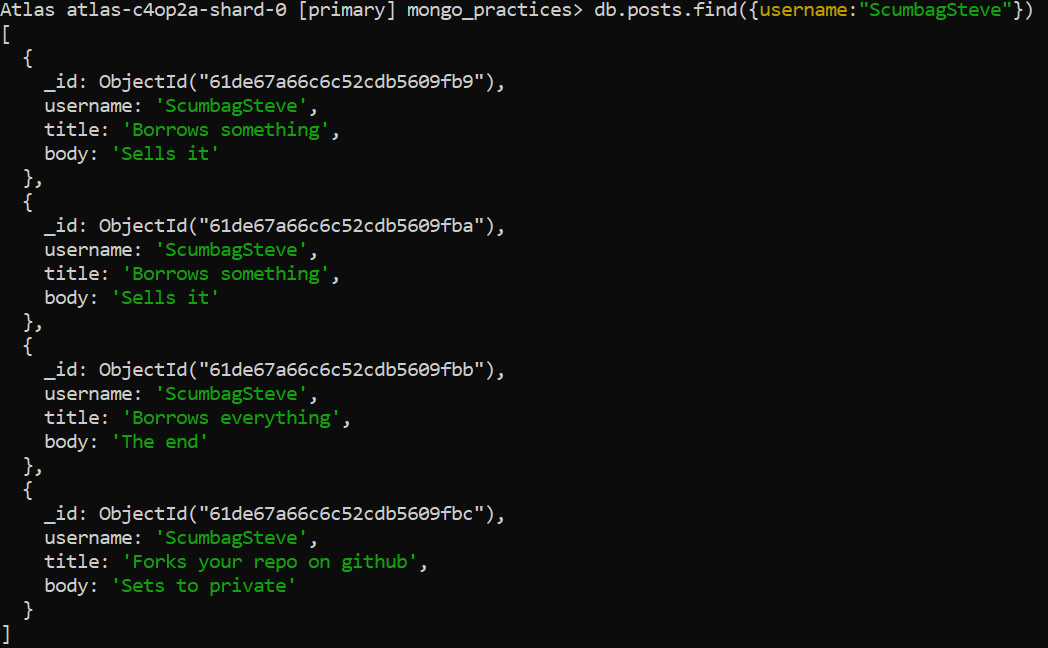 Atlas atlas-c4op2a-shard-0 [primary] mongo_practices> db.posts.find({username:"ScumbagSteve"})
[
  {
    _id: ObjectId("61de67a66c6c52cdb5609fb9"),
    username: 'ScumbagSteve',
    title: 'Borrows something',
    body: 'Sells it'
  },
  {
    _id: ObjectId("61de67a66c6c52cdb5609fba"),
    username: 'ScumbagSteve',
    title: 'Borrows something',
    body: 'Sells it'
  },
  {
    _id: ObjectId("61de67a66c6c52cdb5609fbb"),
    username: 'ScumbagSteve',
    title: 'Borrows everything',
    body: 'The end'
  },
  {
    _id: ObjectId("61de67a66c6c52cdb5609fbc"),
    username: 'ScumbagSteve',
    title: 'Forks your repo on github',
    body: 'Sets to private'
  }
]